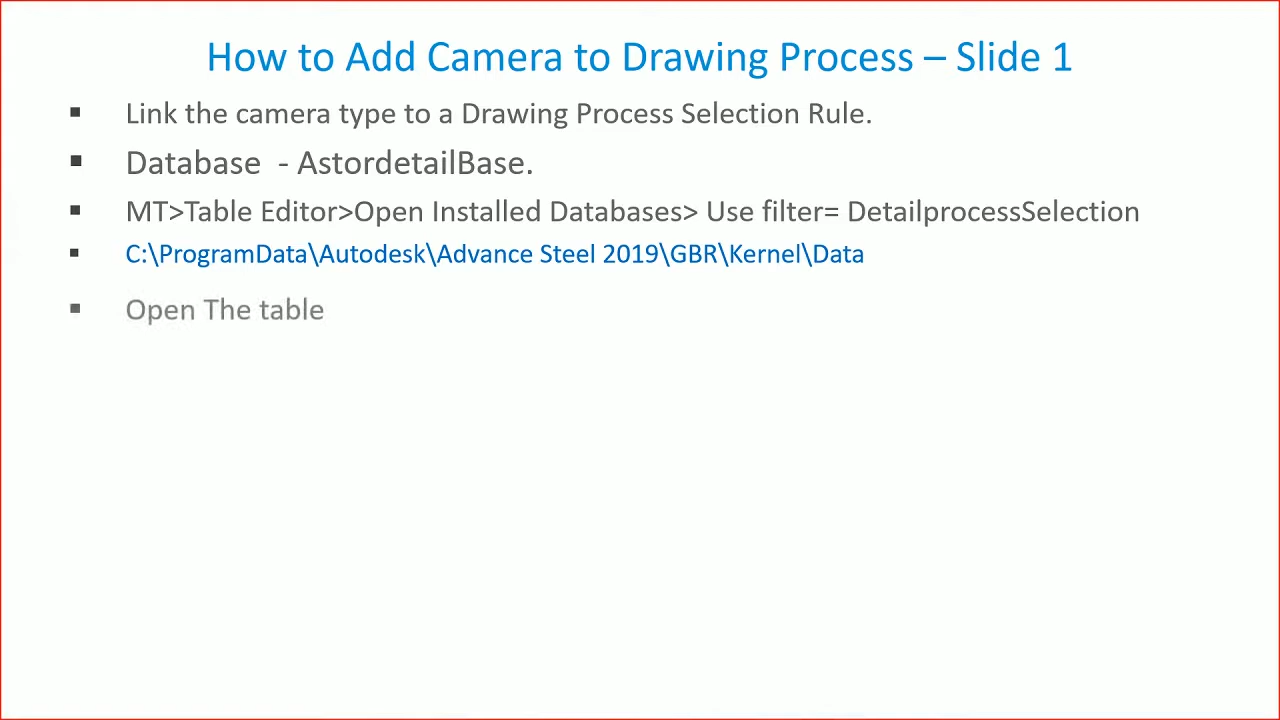 How to Add Camera to Drawing Process – Slide 1
▪ Link the camera type to a Drawing Process Selection Rule.
▪ Database - AstordetailBase.
▪ MT>Table Editor>Open Installed Databases> Use filter= DetailprocessSelection
▪ C:\ProgramData\Autodesk\Advance Steel 2019\GBR\Kernel\Data
▪ Open The table